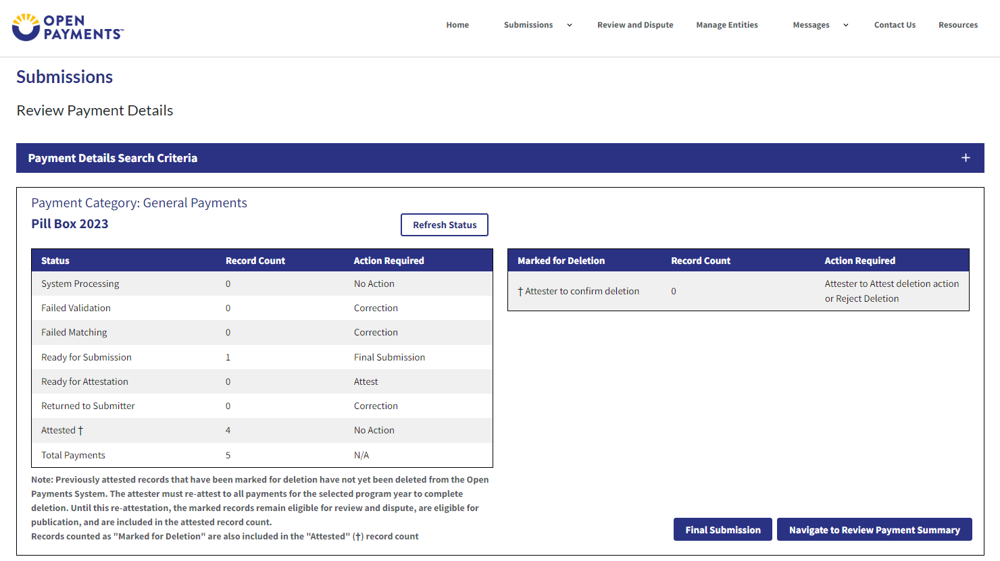 OPEN
PAYMENTS™
Home Submissions Review and Dispute Manage Entities Messages Contact Us Resources
Submissions
Review Payment Details
Payment Details Search Criteria +
Payment Category: General Payments
Pill Box 2023
Refresh Status
Status Record Count Action Required
System Processing 0 No Action
Failed Validation 0 Correction
Failed Matching 0 Correction
Ready for Submission 1 Final Submission
Ready for Attestation 0 Attest
Returned to Submitter 0 Correction
Attested † 4 No Action
Total Payments 5 N/A
Marked for Deletion Record Count Action Required
† Attester to confirm deletion 0 Attester to Attest deletion action
or Reject Deletion
Note: Previously attested records that have been marked for deletion have not yet been deleted from the Open
Payments System. The attester must re-attest to all payments for the selected program year to complete
deletion. Until this re-attestation, the marked records remain eligible for review and dispute, are eligible for
publication, and are included in the attested record count.
Records counted as "Marked for Deletion" are also included in the "Attested" (†) record count
Final Submission
Navigate to Review Payment Summary